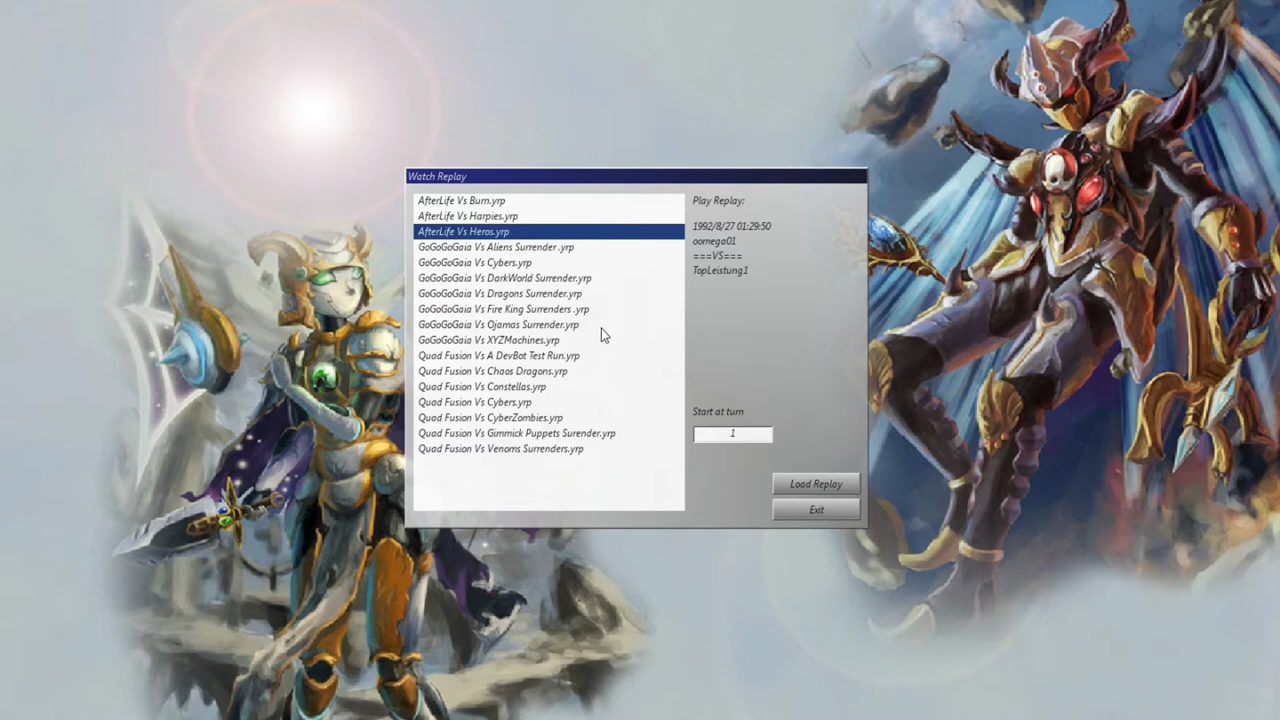 Watch Replay
AfterLife Vs Burn.yrp
AfterLife Vs Harpies.yrp
AfterLife Vs Heros.yrp
GoGoGoGaia Vs Aliens Surrender .yrp
GoGoGoGaia Vs Cybers.yrp
GoGoGoGaia Vs DarkWorld Surrender.yrp
GoGoGoGaia Vs Dragons Surrender.yrp
GoGoGoGaia Vs Fire King Surrenders .yrp
GoGoGoGaia Vs Ojamas Surrender.yrp
GoGoGoGaia Vs XYZMachines.yrp
Quad Fusion Vs A DevBot Test Run.yrp
Quad Fusion Vs Chaos Dragons.yrp
Quad Fusion Vs Constellas.yrp
Quad Fusion Vs Cybers.yrp
Quad Fusion Vs CyberZombies.yrp
Quad Fusion Vs Gimmick Puppets Surender.yrp
Quad Fusion Vs Venoms Surrenders.yrp
Play Replay:
1992/8/27 01:29:50
oomega01
===VS===
TopLeistung1
Start at turn
1
Load Replay
Exit